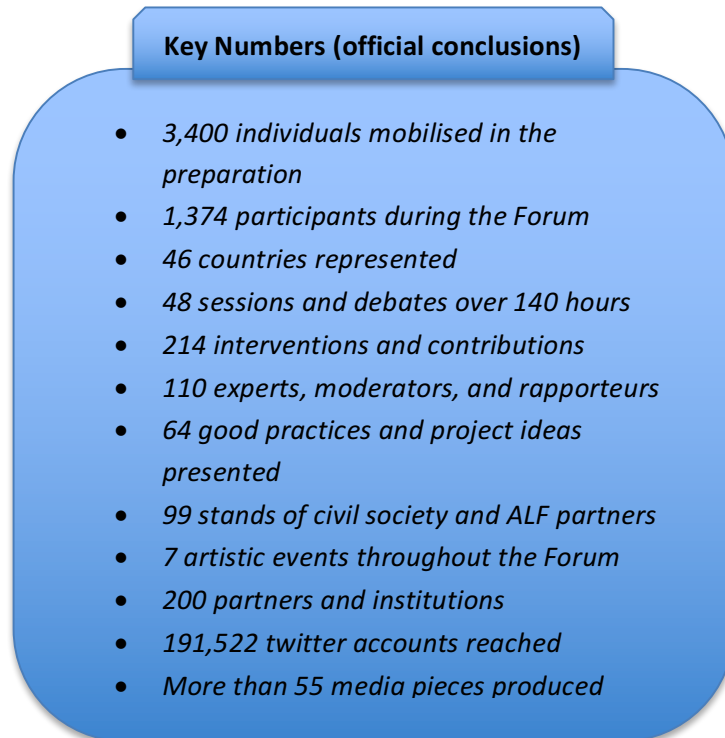 Key Numbers (official conclusions)
• 3,400 individuals mobilised in the
preparation
• 1,374 participants during the Forum
• 46 countries represented
• 48 sessions and debates over 140 hours
• 214 interventions and contributions
• 110 experts, moderators, and rapporteurs
• 64 good practices and project ideas
presented
• 99 stands of civil society and ALF partners
• 7 artistic events throughout the Forum
• 200 partners and institutions
• 191,522 twitter accounts reached
• More than 55 media pieces produced